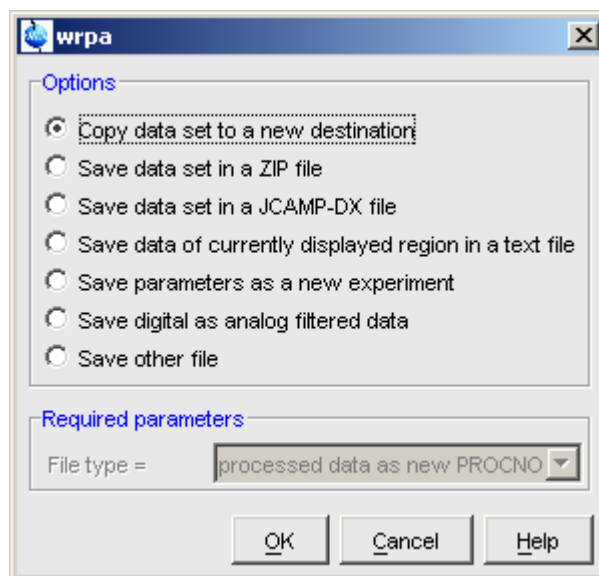 wrpa
Options
Copy data set to a new destination
Save data set in a ZIP file
Save data set in a JCAMP-DX file
Save data of currently displayed region in a text file
Save parameters as a new experiment
Save digital as analog filtered data
Save other file
Required parameters
File type = processed data as new PROCNO
OK Cancel Help